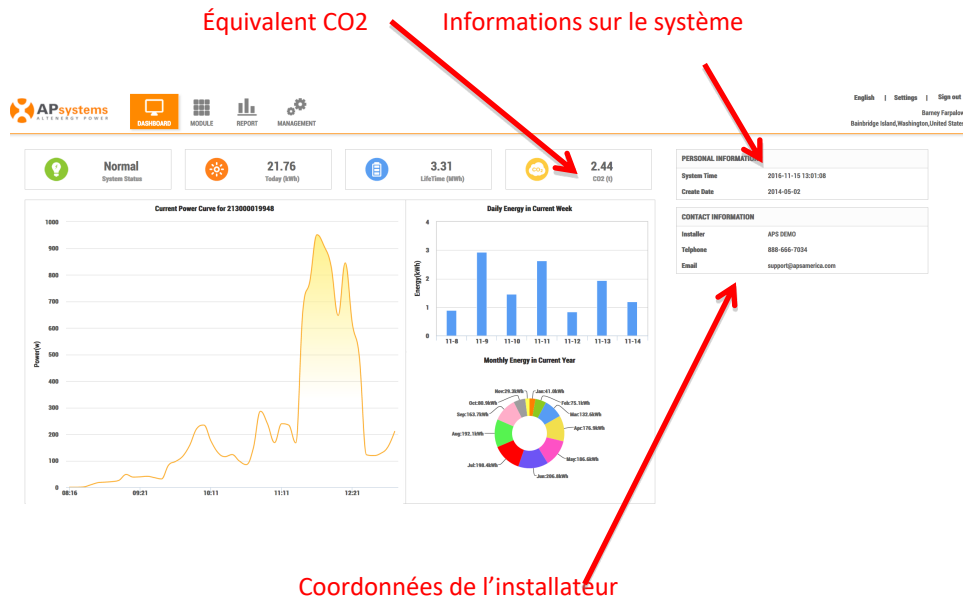 Équivalent CO2 Informations sur le système
APsystems
ALTENERGY POWER
DASHBOARD MODULE REPORT MANAGEMENT
English | Settings | Sign out
Barney Farpalow
Bainbridge Island,Washington,United States
Normal
System Status
21.76
Today (kWh)
3.31
LifeTime (MWh)
CO2
2.44
CO2 (t)
PERSONAL INFORMATION
System Time 2016-11-15 13:01:08
Create Date 2014-05-02
CONTACT INFORMATION
Installer APS DEMO
Telphone 888-666-7034
Email support@apsamerica.com
Current Power Curve for 213000019948
Power(w)
1000
900
800
700
600
500
400
300
200
100
0
08:16 09:21 10:11 11:11 12:21
Daily Energy in Current Week
Energy(kWh)
4
3
2
1
0
11-8 11-9 11-10 11-11 11-12 11-13 11-14
Monthly Energy in Current Year
Jan:41.0kWh
Feb:75.1kWh
Mar:132.6kWh
Apr:176.9kWh
May:186.6kWh
Jun:206.8kWh
Jul:198.4kWh
Aug:192.1kWh
Sep:163.7kWh
Oct:80.9kWh
Coordonnées de l'installateur